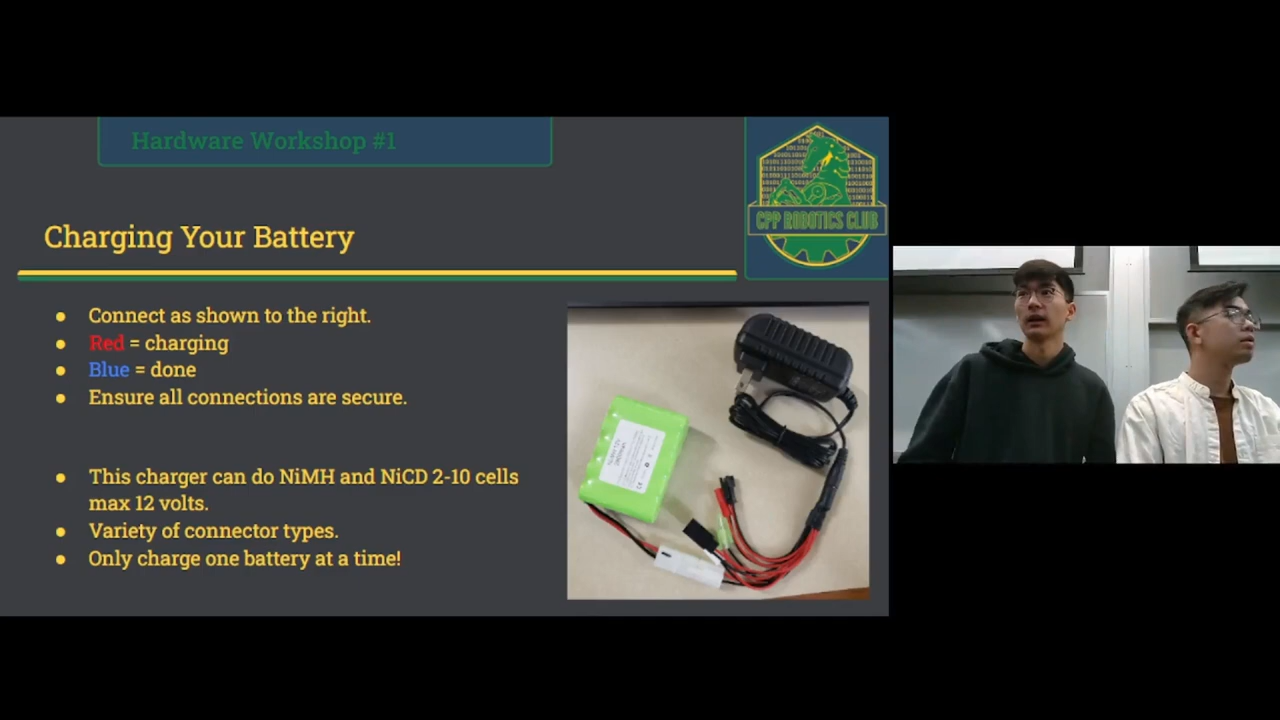 Hardware Workshop #1
CPP ROBOTICS CLUB
Charging Your Battery
● Connect as shown to the right.
● Red = charging
● Blue = done
● Ensure all connections are secure.
● This charger can do NiMH and NiCD 2-10 cells
max 12 volts.
● Variety of connector types.
● Only charge one battery at a time!